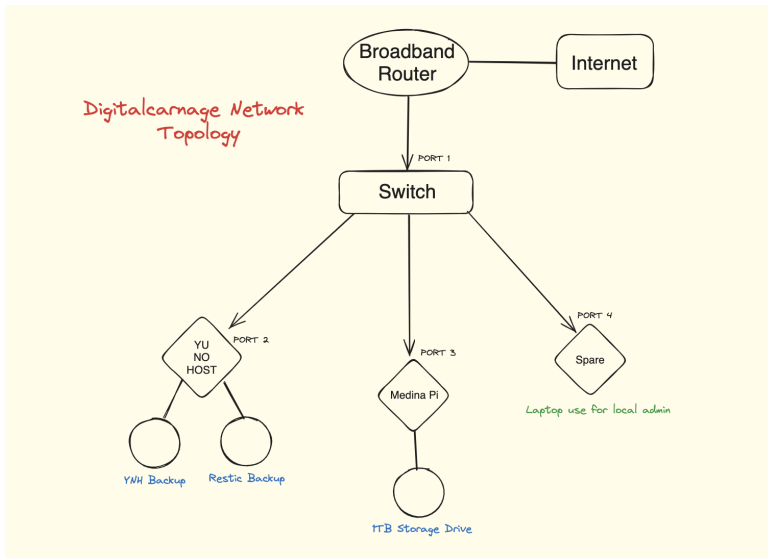 Broadband
Router
Internet
Digitalcarnage Network
Topology
PORT 1
Switch
PORT 2
YU
NO
HOST
PORT 3
Medina Pi
PORT 4
Spare
Laptop use for local admin
YNH Backup
Restic Backup
1TB Storage Drive